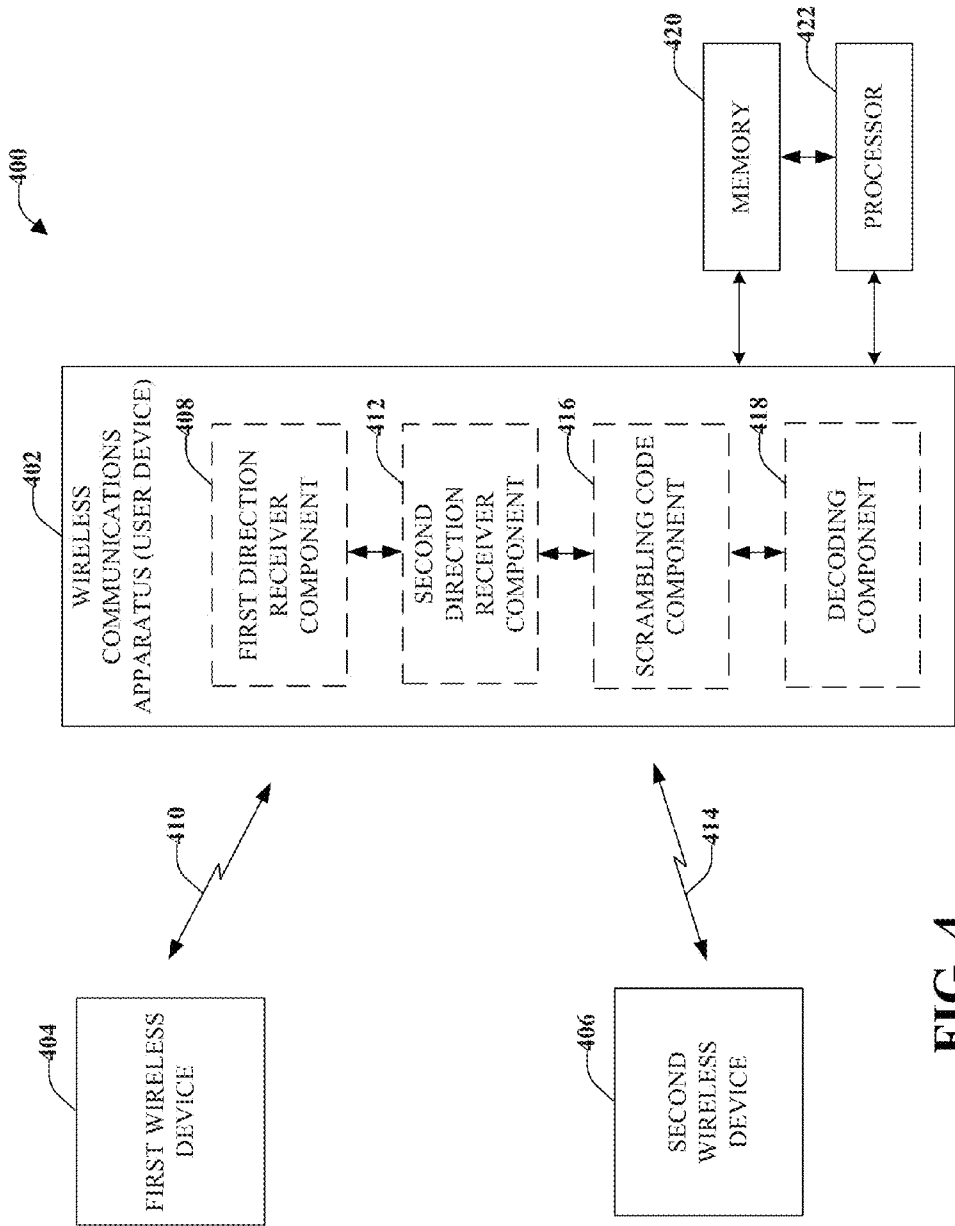 400
402
WIRELESS
COMMUNICATIONS
APPARATUS (USER DEVICE)
404
FIRST WIRELESS
DEVICE
410
408
FIRST DIRECTION
RECEIVER
COMPONENT
412
SECOND
DIRECTION
RECEIVER
COMPONENT
406
SECOND
WIRELESS
DEVICE
414
416
SCRAMBLING CODE
COMPONENT
418
DECODING
COMPONENT
420
MEMORY
422
PROCESSOR
FIG. 4